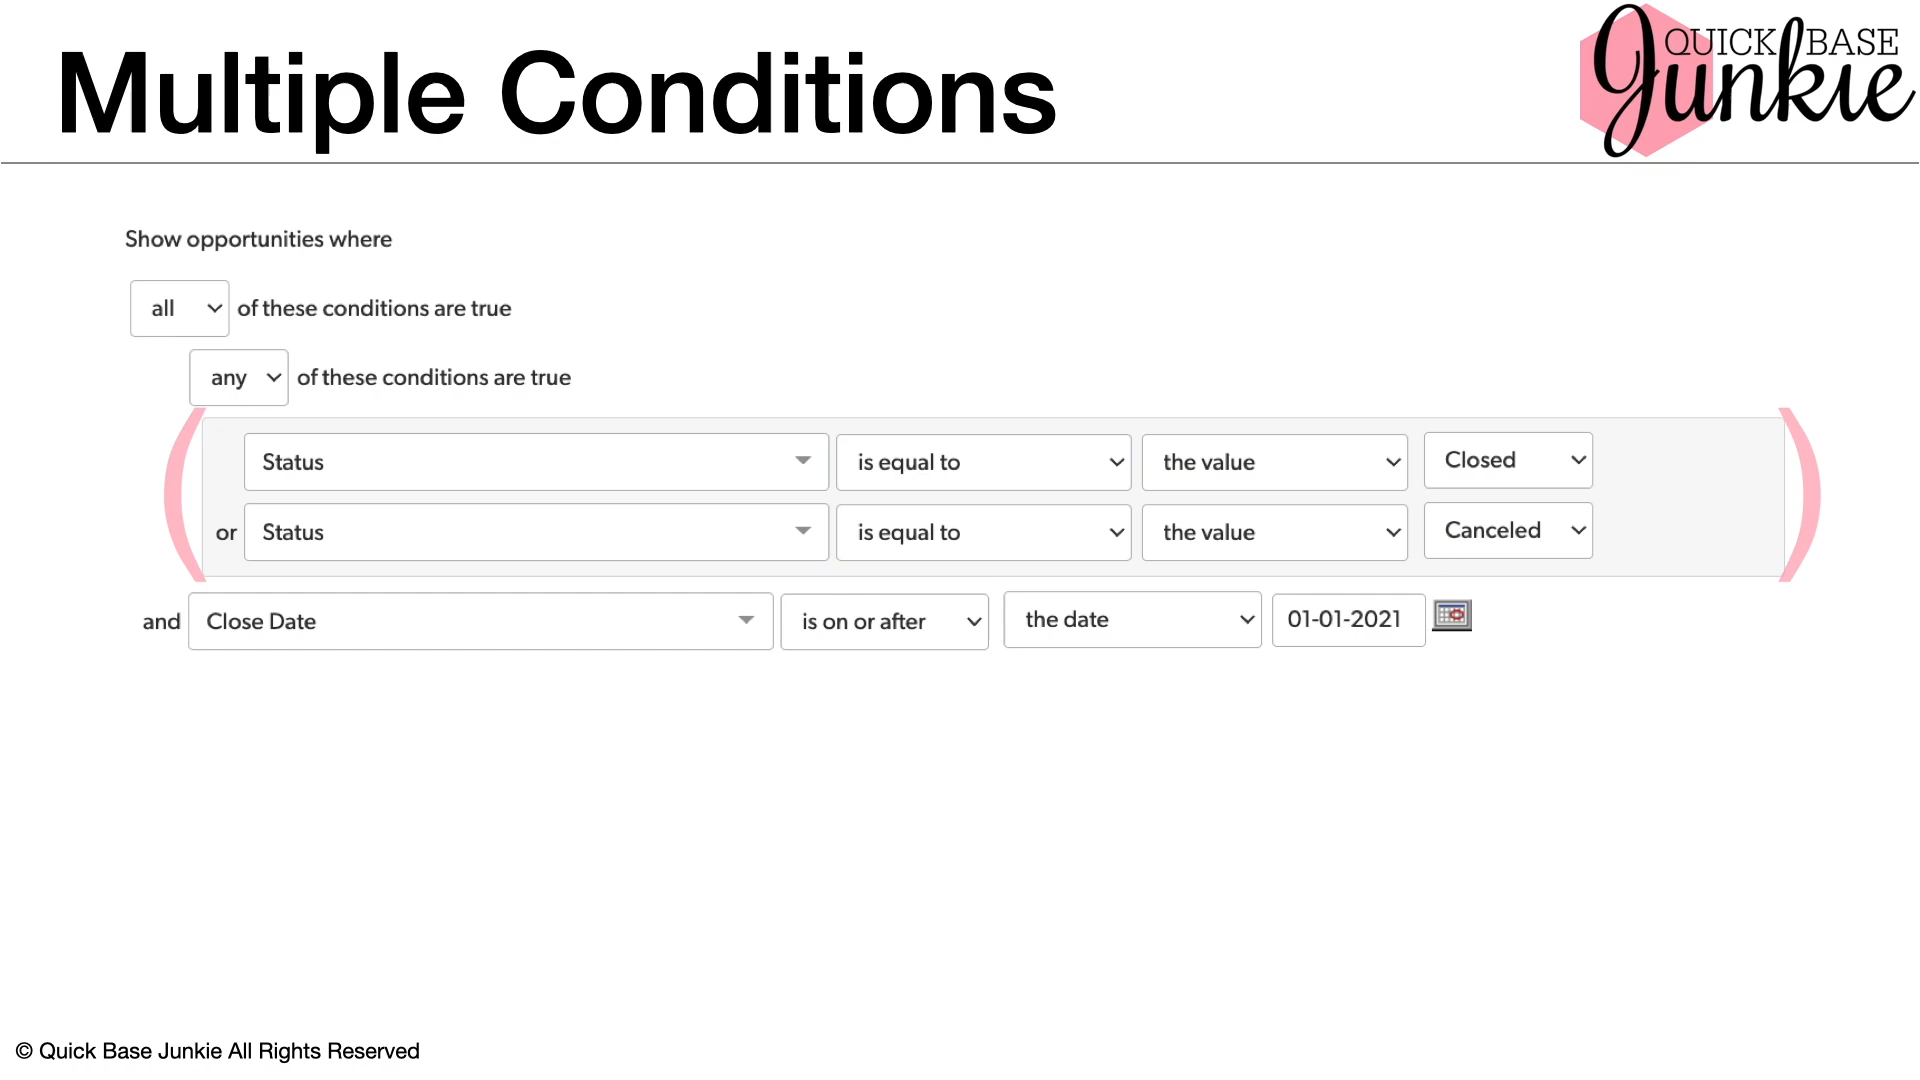 Multiple Conditions
QUICK BASE
Junkie
Show opportunities where
all of these conditions are true
any of these conditions are true
( Status is equal to the value Closed )
or Status is equal to the value Canceled
and Close Date is on or after the date 01-01-2021
© Quick Base Junkie All Rights Reserved